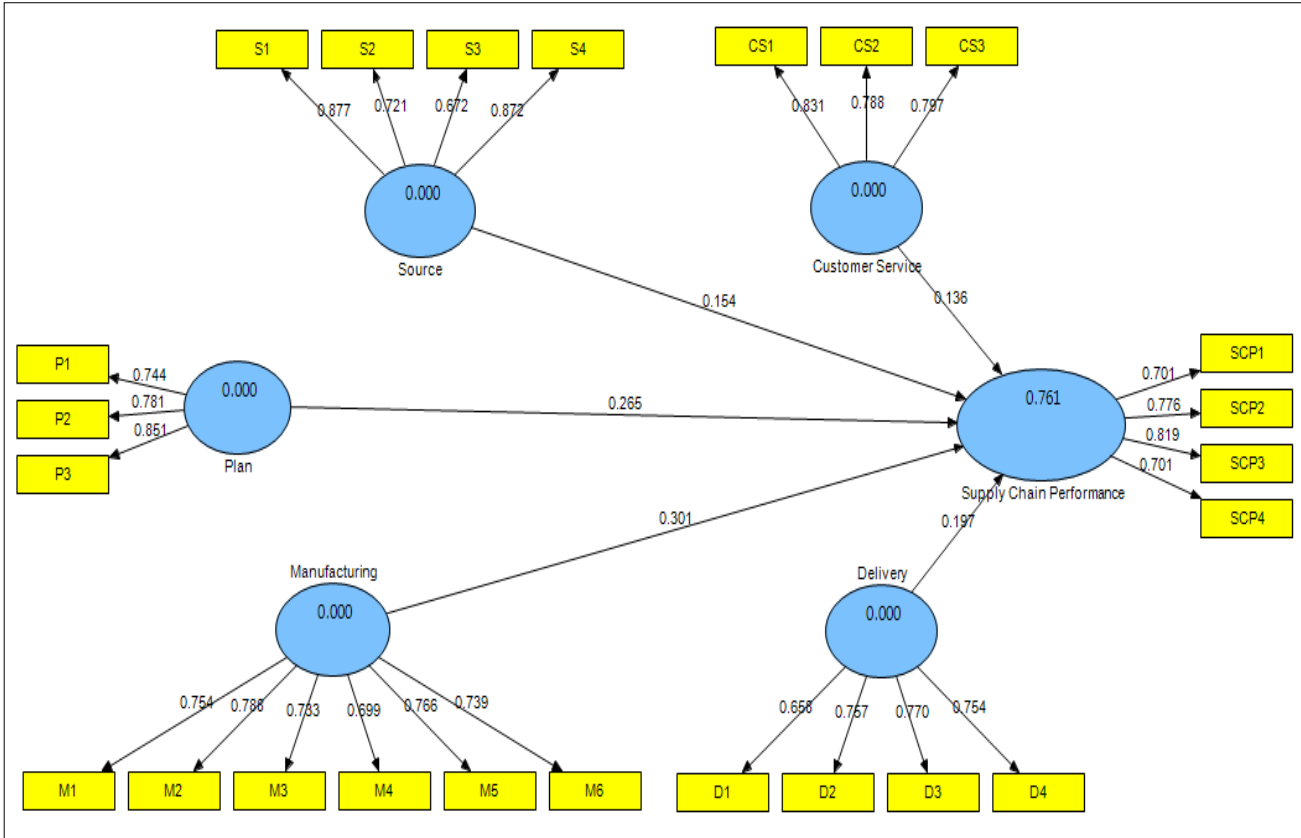 S1 S2 S3 S4
CS1 CS2 CS3
0.877 0.721 0.672 0.872
0.831 0.788 0.797
0.000
Source
0.000
Customer Service
0.154
0.136
P1
P2
P3
0.744
0.781
0.851
0.000
Plan
0.265
0.761
Supply Chain Performance
0.701
0.776
0.819
0.701
SCP1
SCP2
SCP3
SCP4
0.301
0.197
Manufacturing
0.000
Delivery
0.000
0.754 0.786 0.733 0.699 0.766 0.739
0.658 0.757 0.770 0.754
M1 M2 M3 M4 M5 M6
D1 D2 D3 D4